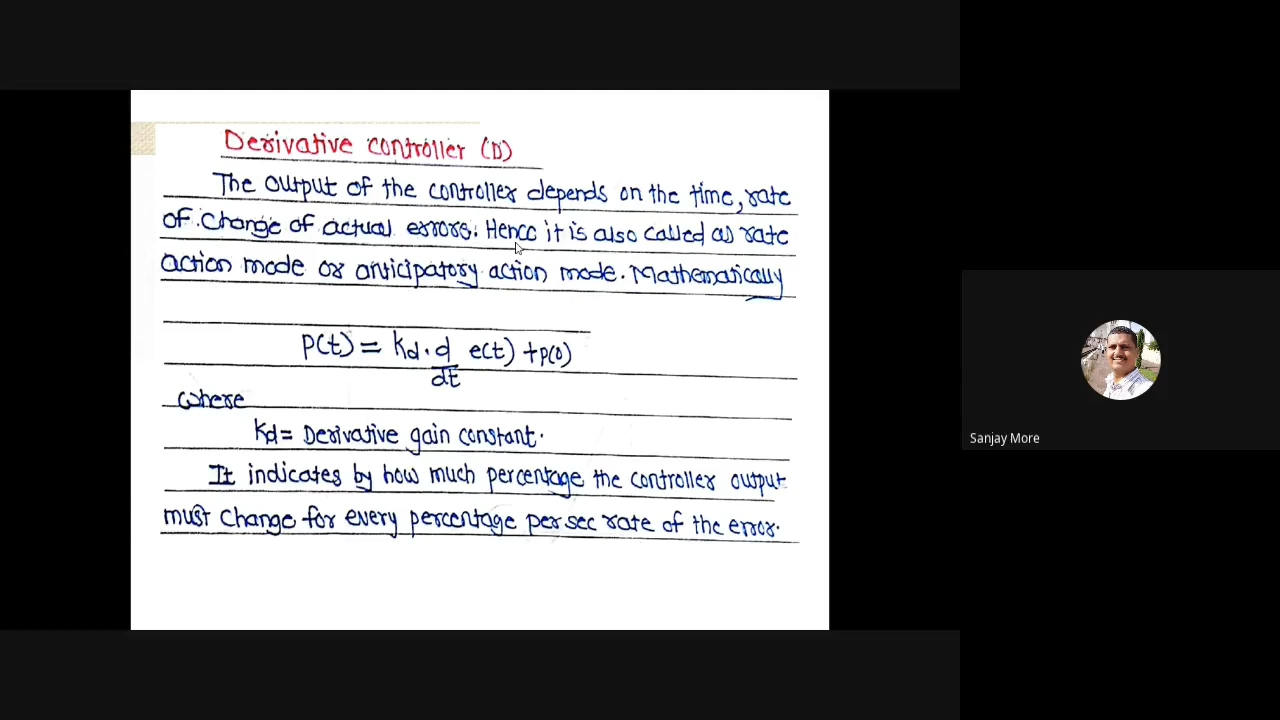 Derivative controller (D)
The output of the controller depends on the time, rate
of change of actual errors. Hence it is also called as rate
action mode or anticipatory action mode. Mathematically
P(t) = Kd . d/dt e(t) + p(0)
where
Kd = Derivative gain constant.
It indicates by how much percentage the controller output
must change for every percentage per sec rate of the error.
Sanjay More